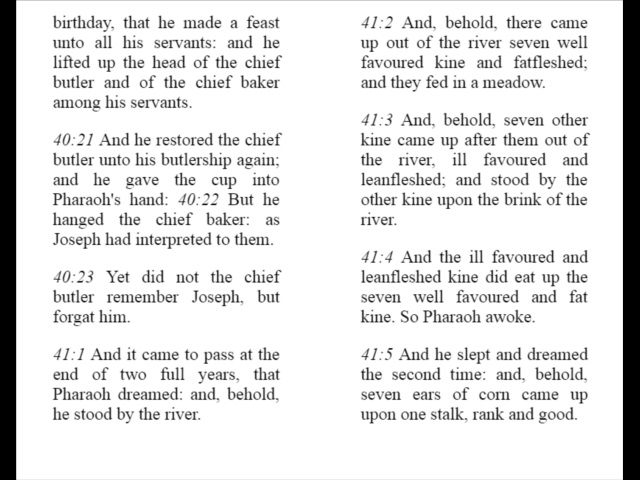 birthday, that he made a feast
unto all his servants: and he
lifted up the head of the chief
butler and of the chief baker
among his servants.
40:21 And he restored the chief
butler unto his butlership again;
and he gave the cup into
Pharaoh's hand: 40:22 But he
hanged the chief baker: as
Joseph had interpreted to them.
40:23 Yet did not the chief
butler remember Joseph, but
forgat him.
41:1 And it came to pass at the
end of two full years, that
Pharaoh dreamed: and, behold,
he stood by the river.
41:2 And, behold, there came
up out of the river seven well
favoured kine and fatfleshed;
and they fed in a meadow.
41:3 And, behold, seven other
kine came up after them out of
the river, ill favoured and
leanfleshed; and stood by the
other kine upon the brink of the
river.
41:4 And the ill favoured and
leanfleshed kine did eat up the
seven well favoured and fat
kine. So Pharaoh awoke.
41:5 And he slept and dreamed
the second time: and, behold,
seven ears of corn came up
upon one stalk, rank and good.